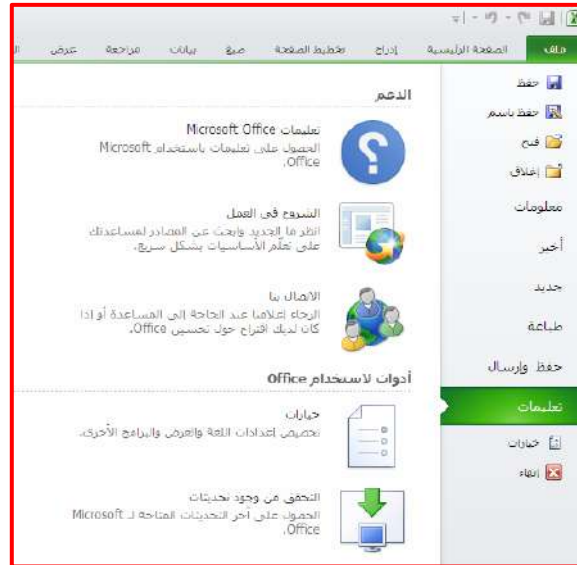 ملف الصفحة الرئيسية إدراج تخطيط الصفحة صيغ بيانات مراجعة عرض
حفظ
حفظ باسم
فتح
إغلاق
معلومات
أخير
جديد
طباعة
حفظ وإرسال
تعليمات
خيارات
إنهاء
الدعم
تعليمات Microsoft Office
الحصول على تعليمات باستخدام Microsoft
Office.
الشروع في العمل
انظر ما الجديد وابحث عن المصادر لمساعدتك
على تعلّم الأساسيات بشكل سريع.
الاتصال بنا
الرجاء إعلامنا عند الحاجة إلى المساعدة أو إذا
كان لديك اقتراح حول تحسين Office.
أدوات لاستخدام Office
خيارات
تخصيص إعدادات اللغة والعرض والبرامج الأخرى.
التحقق من وجود تحديثات
الحصول على آخر التحديثات المتاحة لـ Microsoft
Office.